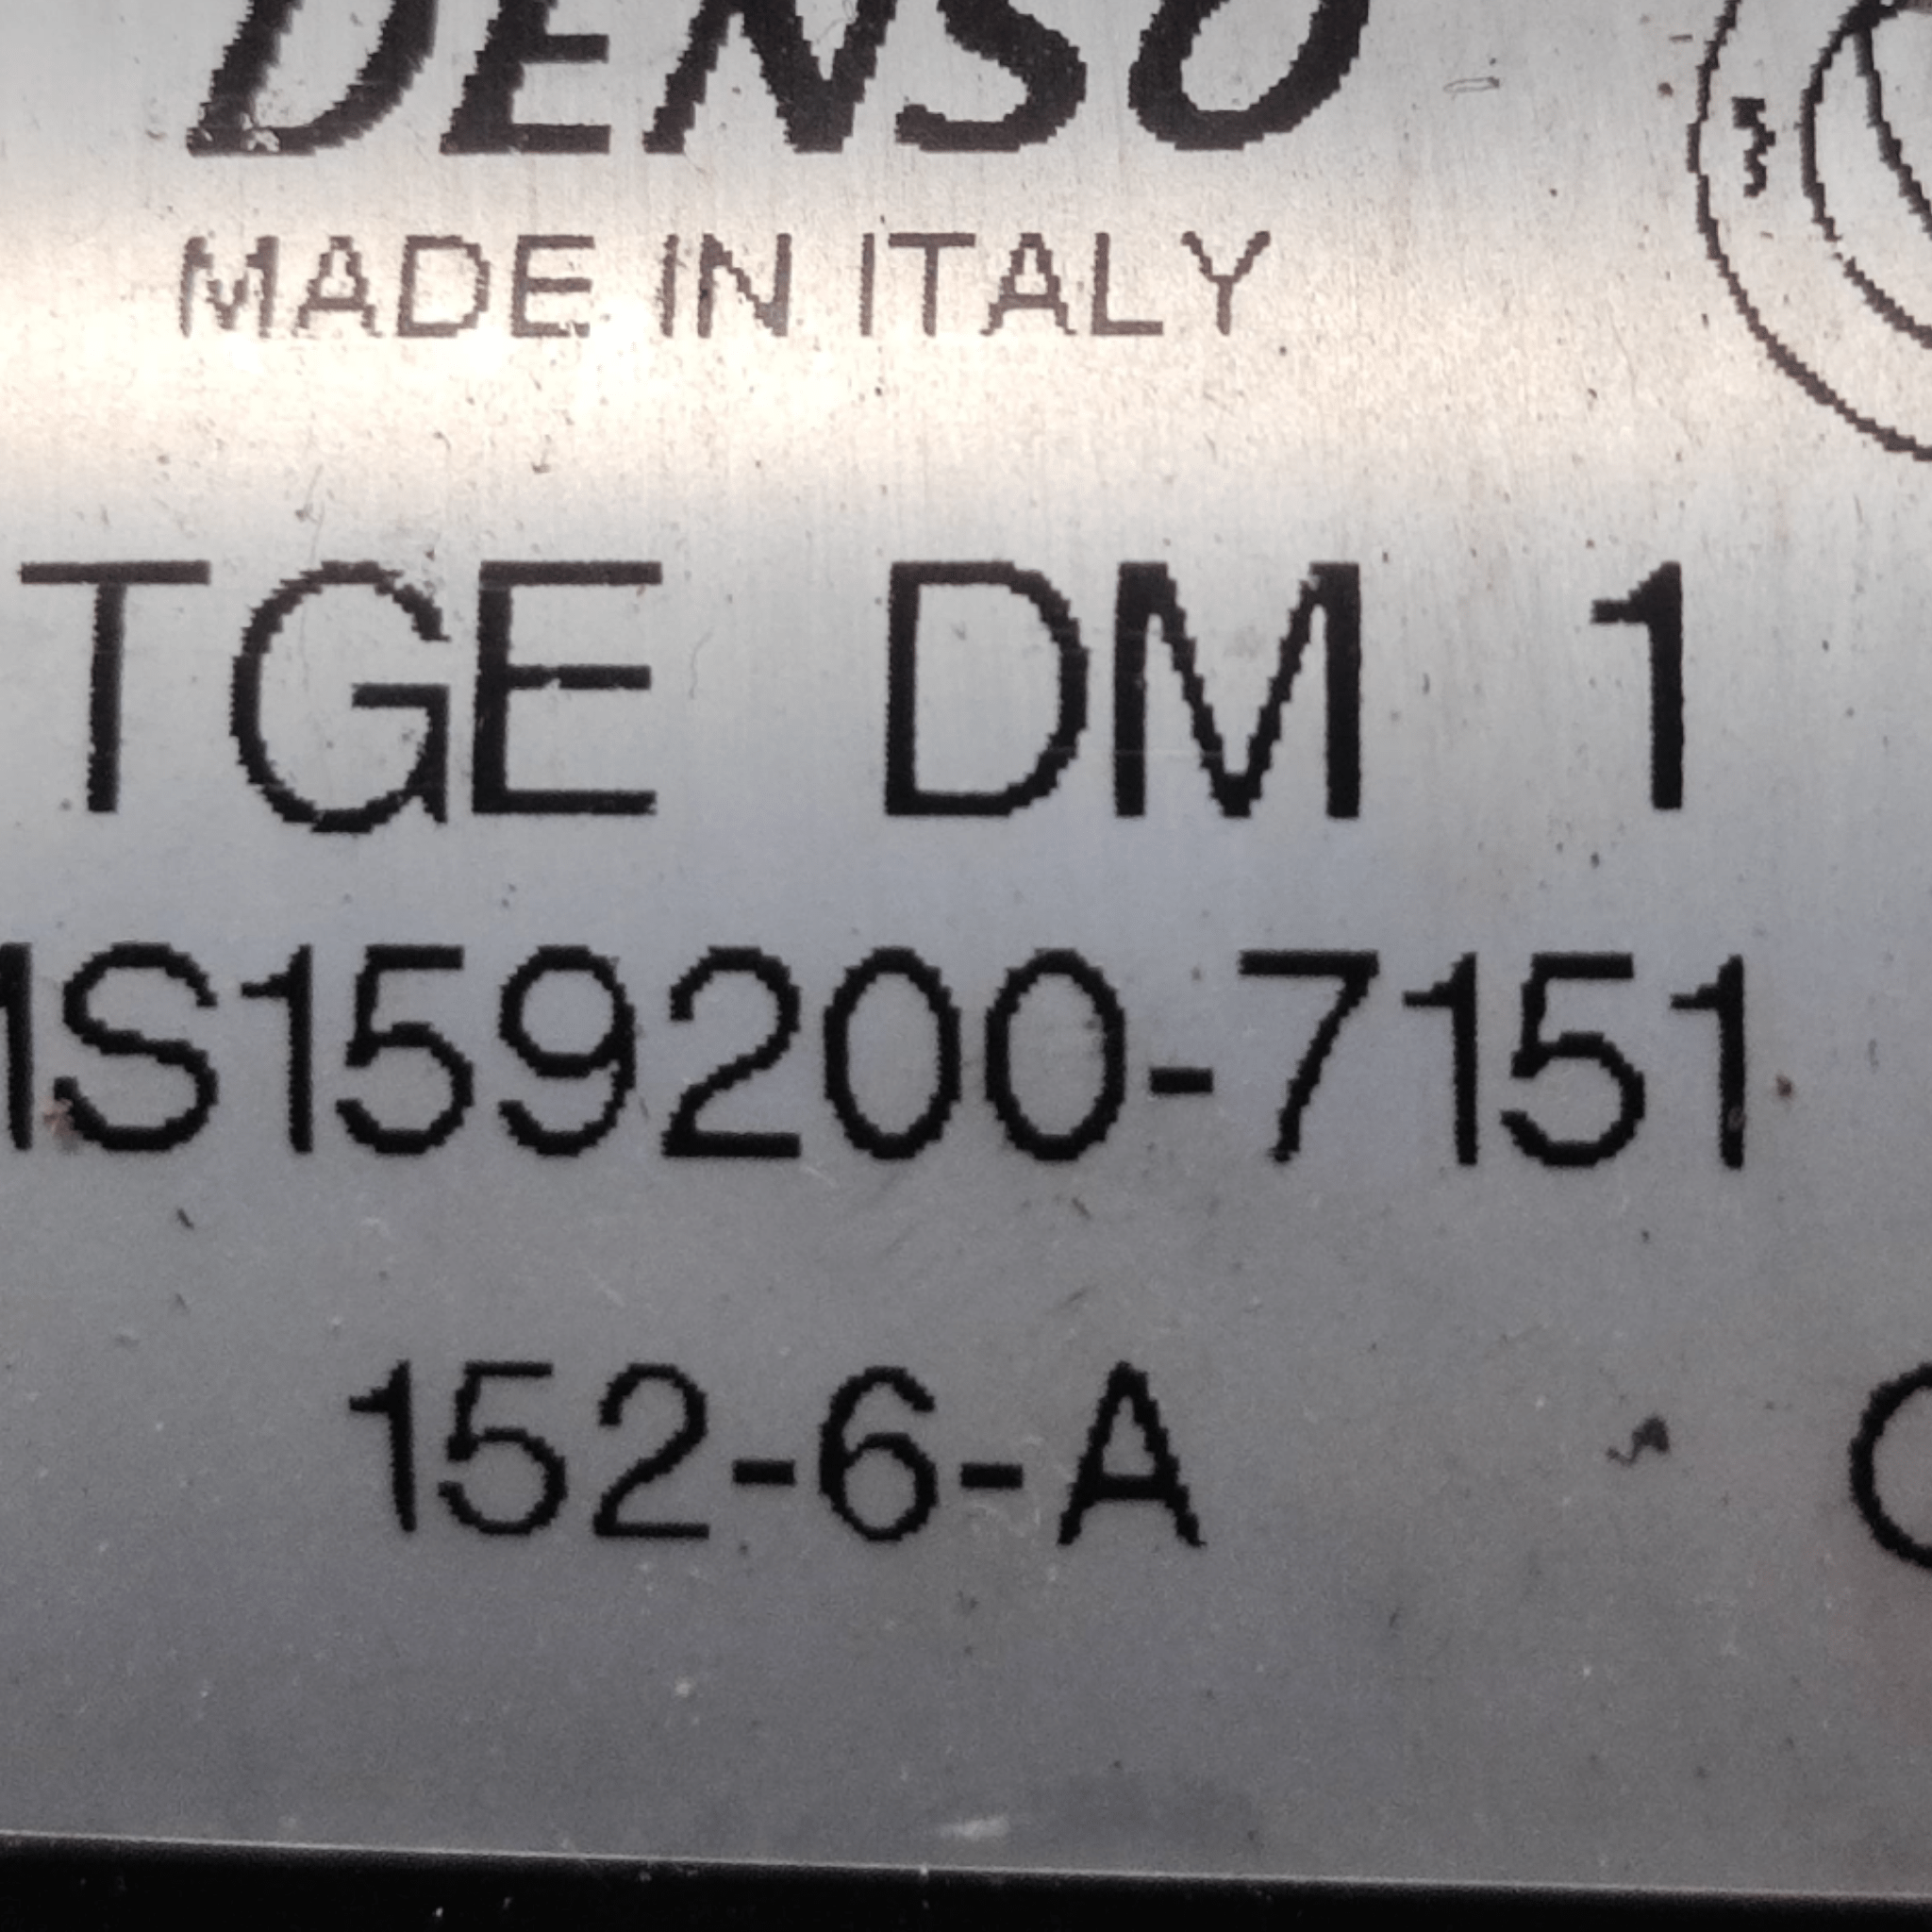 DENSO
MADE IN ITALY
TGE DM 1
MS159200-7151
152-6-A